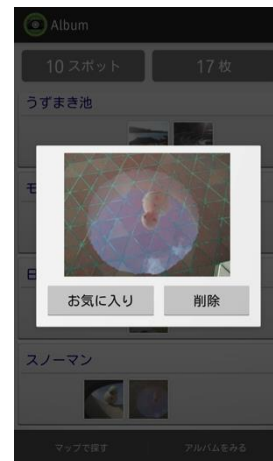 Album
10 スポット
17 枚
うずまき池
モ
お気に入り
削除
スノーマン
マップで探す
アルバムをみる